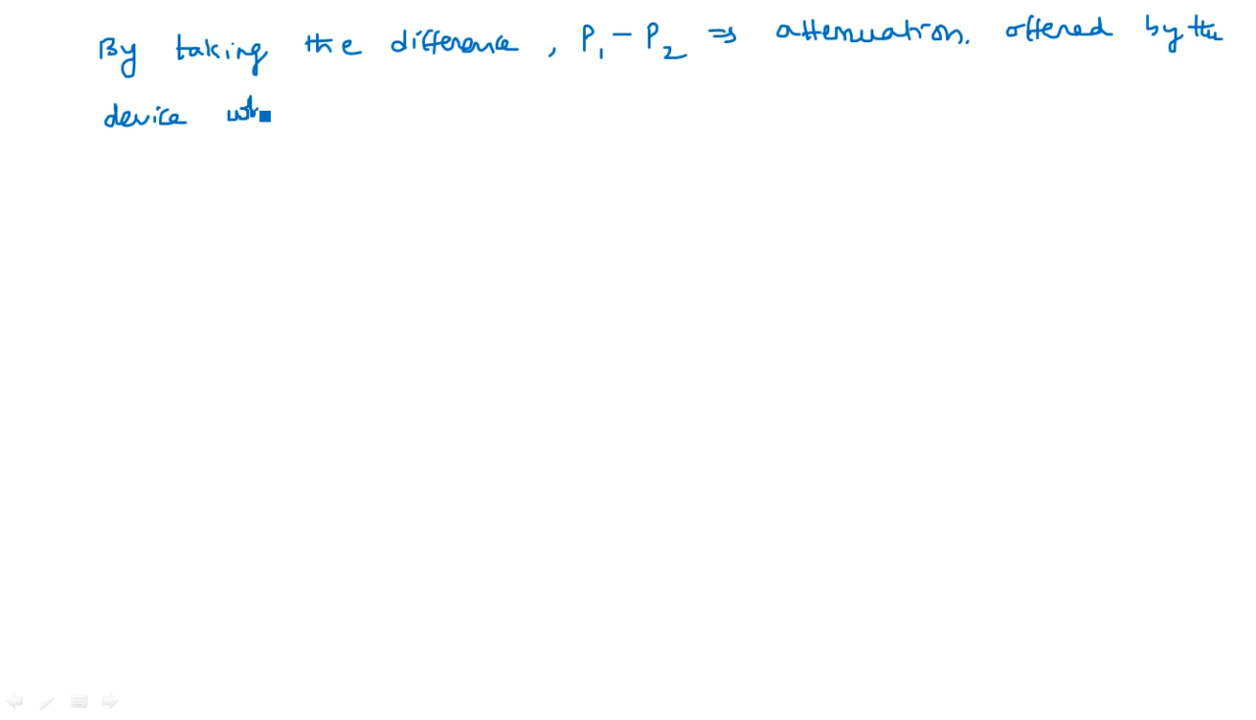 By taking the difference, P₁ - P₂ ⇒ attenuation. offered by the
device